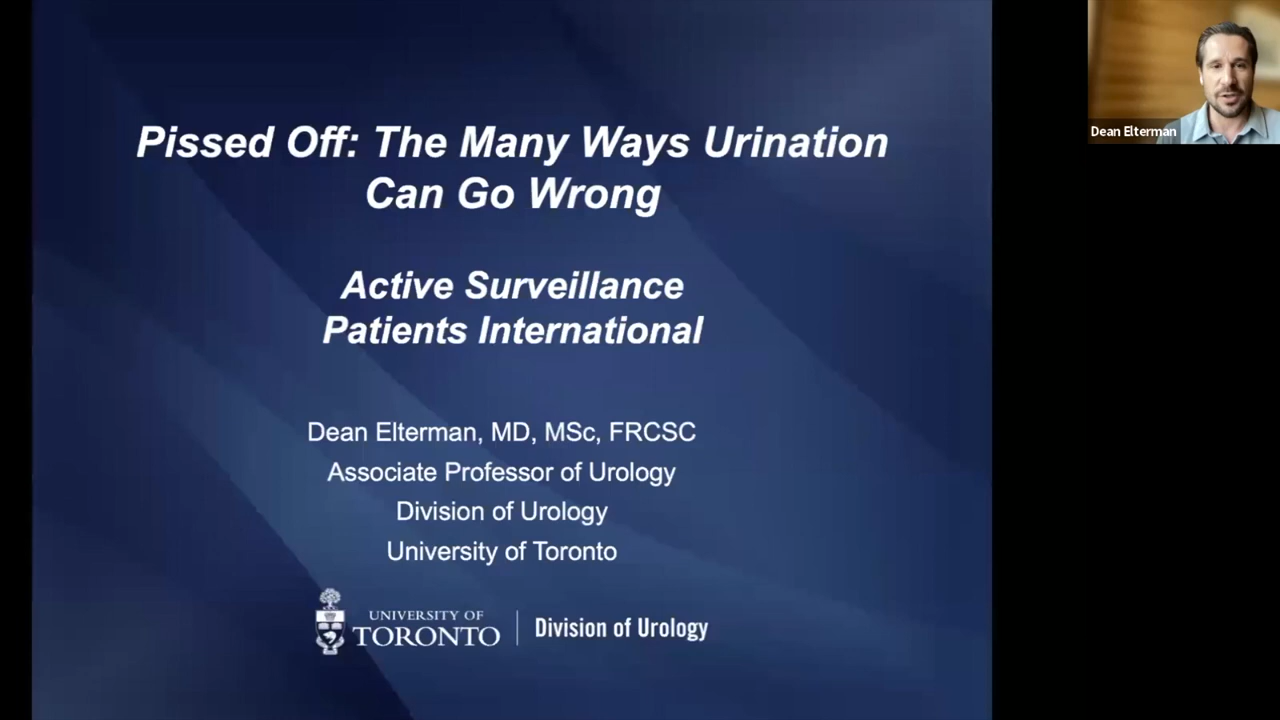 Pissed Off: The Many Ways Urination
Can Go Wrong
Active Surveillance
Patients International
Dean Elterman, MD, MSc, FRCSC
Associate Professor of Urology
Division of Urology
University of Toronto
UNIVERSITY OF
TORONTO
Division of Urology
Dean Elterman